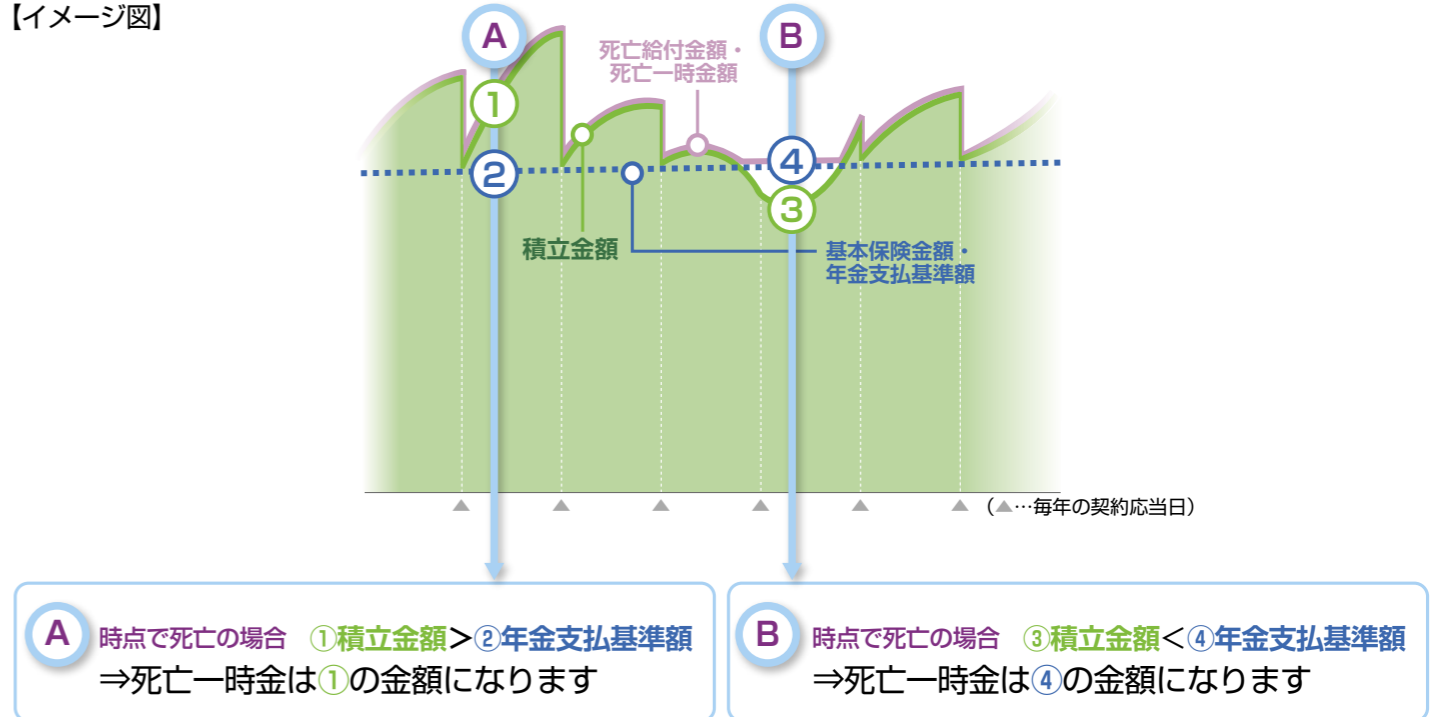 【イメージ図】
A
B
死亡給付金額・
死亡一時金額
①
②
④
③
積立金額
基本保険金額・
年金支払基準額
（▲…毎年の契約応当日）
A 時点で死亡の場合 ①積立金額＞②年金支払基準額
⇒死亡一時金は①の金額になります
B 時点で死亡の場合 ③積立金額＜④年金支払基準額
⇒死亡一時金は④の金額になります